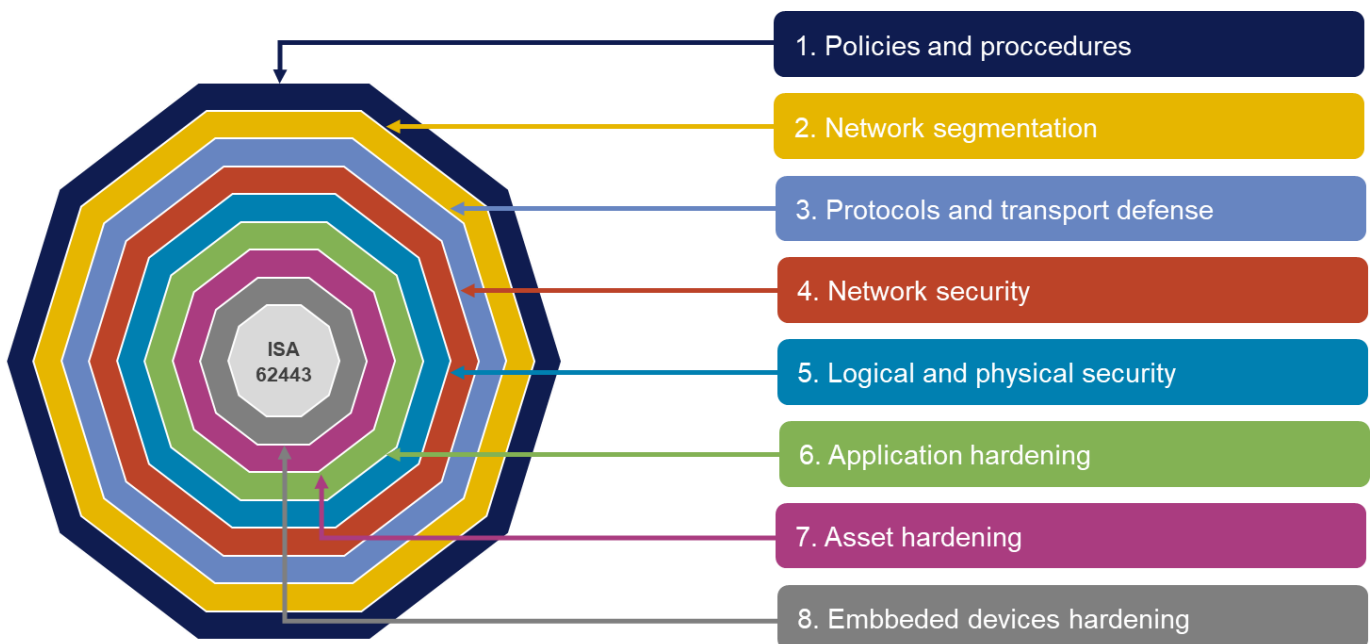 1. Policies and proccedures
2. Network segmentation
3. Protocols and transport defense
4. Network security
ISA
62443
5. Logical and physical security
6. Application hardening
7. Asset hardening
8. Embbeded devices hardening